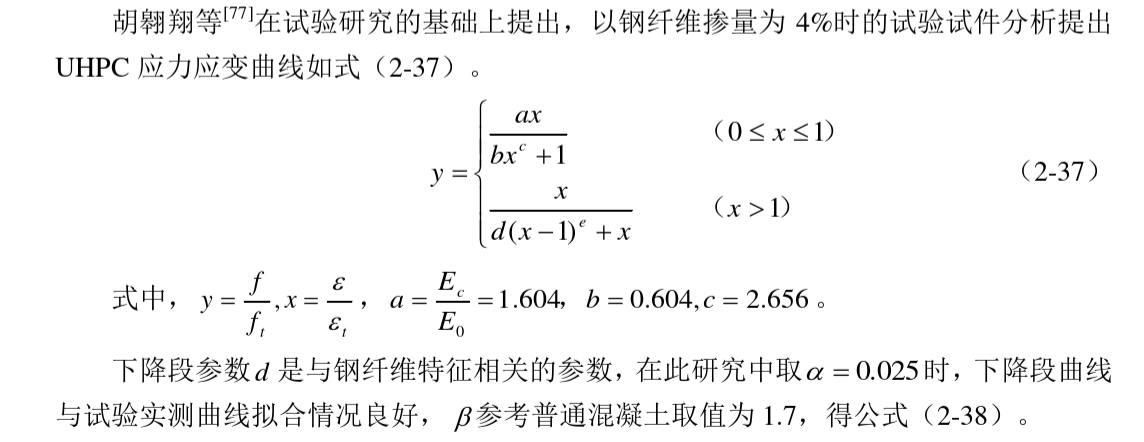 胡翱翔等[77]在试验研究的基础上提出，以钢纤维掺量为 4%时的试验试件分析提出
UHPC 应力应变曲线如式（2-37）。
y = { ax / (bx^c + 1) （0 ≤ x ≤ 1）
x / (d(x − 1)^e + x) （x > 1） （2-37）
式中， y = f / f_t , x = ε / ε_t ， a = E_c / E_0 = 1.604， b = 0.604, c = 2.656 。
下降段参数 d 是与钢纤维特征相关的参数，在此研究中取 α = 0.025 时，下降段曲线
与试验实测曲线拟合情况良好， β 参考普通混凝土取值为 1.7，得公式（2-38）。